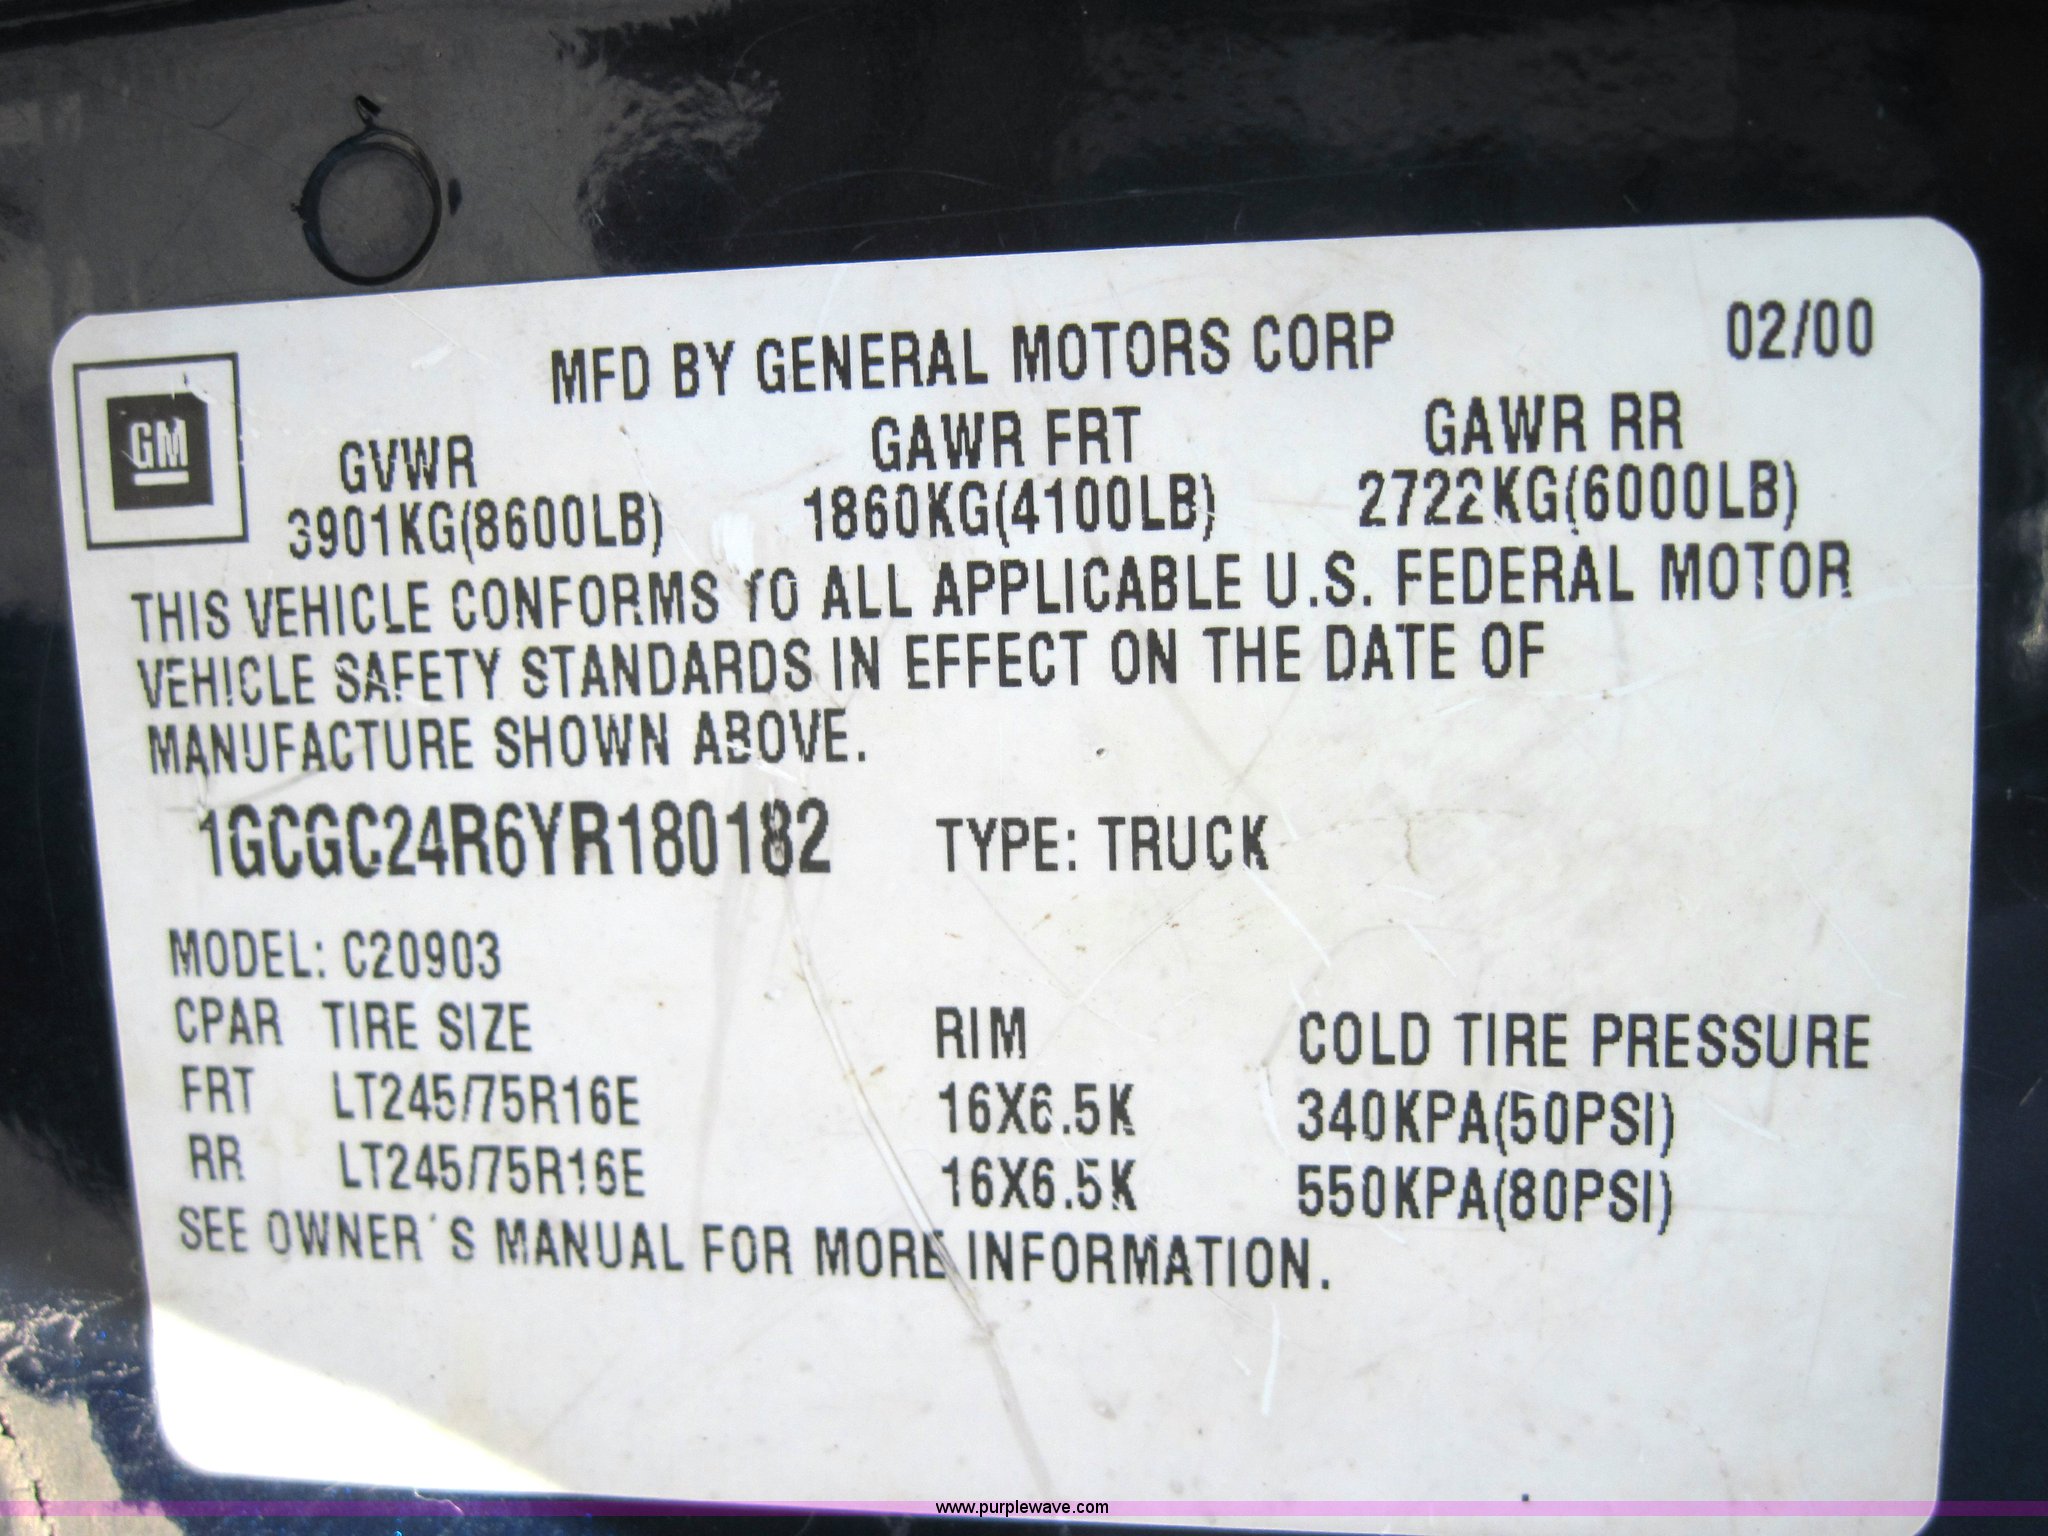 MFD BY GENERAL MOTORS CORP 02/00
GM
GVWR GAWR FRT GAWR RR
3901KG(8600LB) 1860KG(4100LB) 2722KG(6000LB)
THIS VEHICLE CONFORMS TO ALL APPLICABLE U.S. FEDERAL MOTOR
VEHICLE SAFETY STANDARDS IN EFFECT ON THE DATE OF
MANUFACTURE SHOWN ABOVE.
1GCGC24R6YR180182 TYPE: TRUCK
MODEL: C20903
CPAR TIRE SIZE RIM COLD TIRE PRESSURE
FRT LT245/75R16E 16X6.5K 340KPA(50PSI)
RR LT245/75R16E 16X6.5K 550KPA(80PSI)
SEE OWNER'S MANUAL FOR MORE INFORMATION.
www.purplewave.com